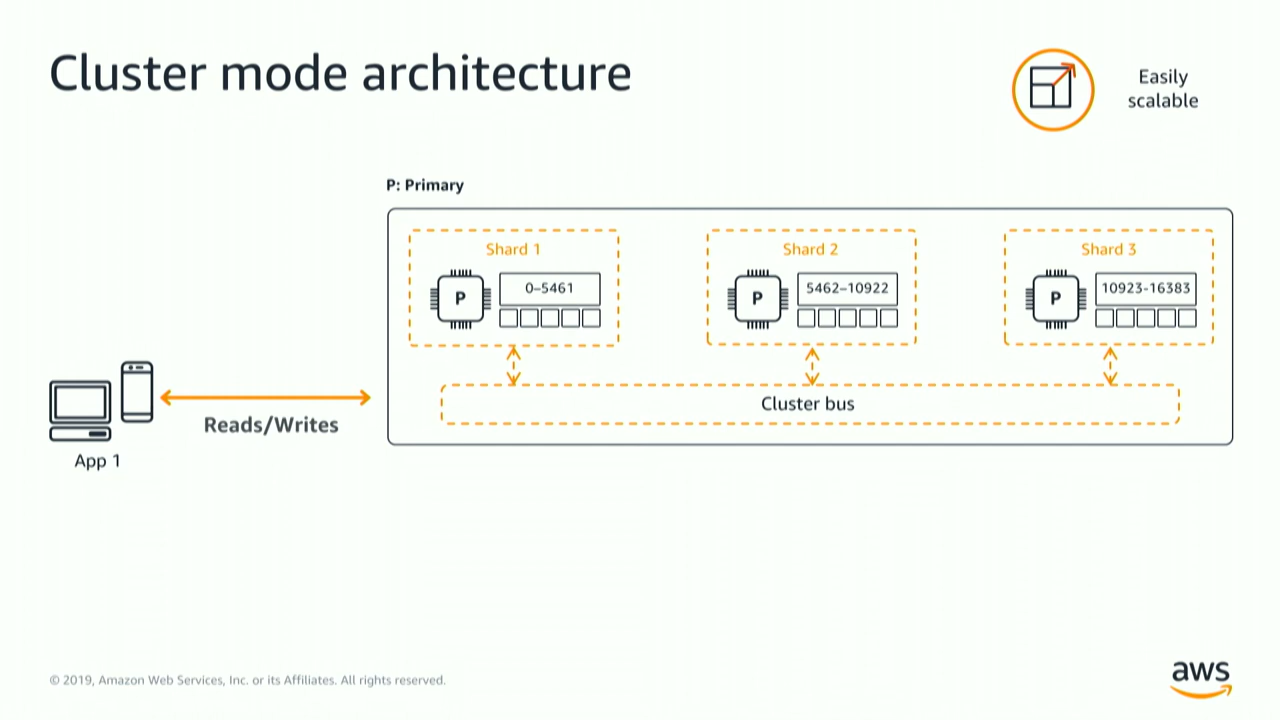 Cluster mode architecture
Easily
scalable
P: Primary
Shard 1
P
0–5461
Shard 2
P
5462–10922
Shard 3
P
10923-16383
Cluster bus
Reads/Writes
App 1
© 2019, Amazon Web Services, Inc. or its Affiliates. All rights reserved.
aws